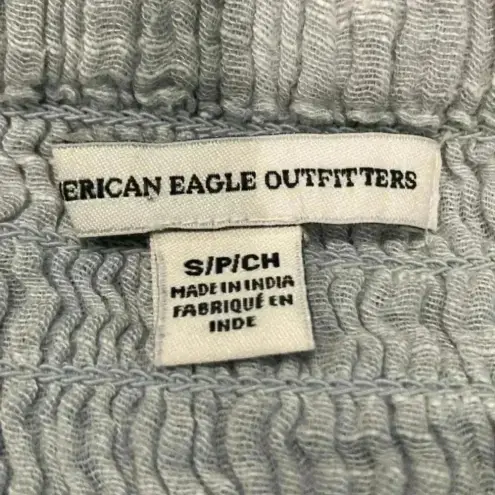 ERICAN EAGLE OUTFITTERS
S/P/CH
MADE IN INDIA
FABRIQUÉ EN
INDE